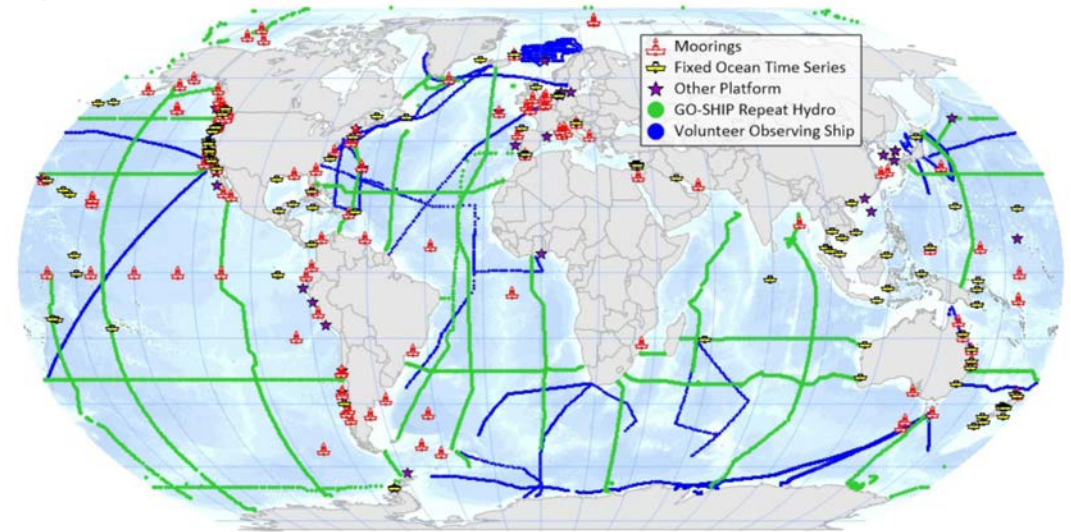 Moorings
Fixed Ocean Time Series
Other Platform
GO-SHIP Repeat Hydro
Volunteer Observing Ship